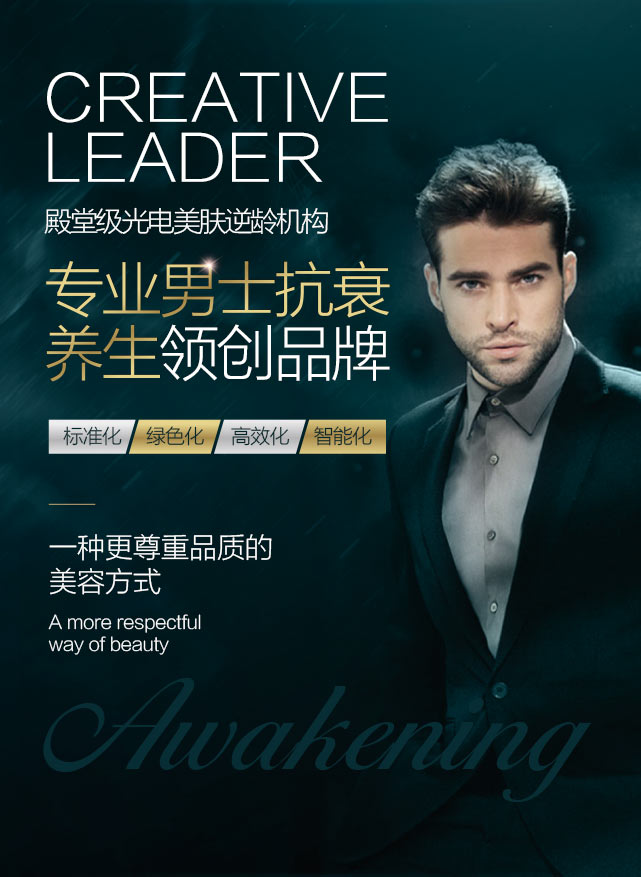 CREATIVE
LEADER
殿堂级光电美肤逆龄机构
专业男士抗衰
养生领创品牌
标准化 绿色化 高效化 智能化
一种更尊重品质的
美容方式
A more respectful
way of beauty
Awakening